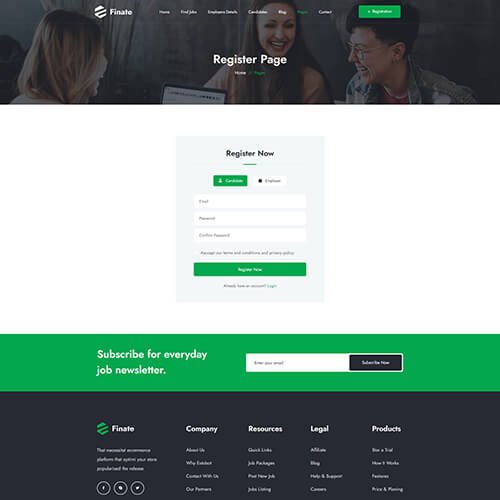 Finate
Home Find Jobs Employers Details Candidates Blog Pages Contact
Registration
Register Page
Home // Pages
Register Now
Candidate Employer
Email
Password
Confirm Password
Accept our terms and conditions and privacy policy
Register Now
Already have an account? Login
Subscribe for everyday
job newsletter.
Enter your email
Subscribe Now
Finate
That necessitat ecommerce
platform that optimi your store
popularised the release
Company
About Us
Why Extobot
Contact With Us
Our Partners
Resources
Quick Links
Job Packages
Post New Job
Jobs Listing
Legal
Affiliate
Blog
Help & Support
Careers
Products
Star a Trial
How It Works
Features
Price & Planing